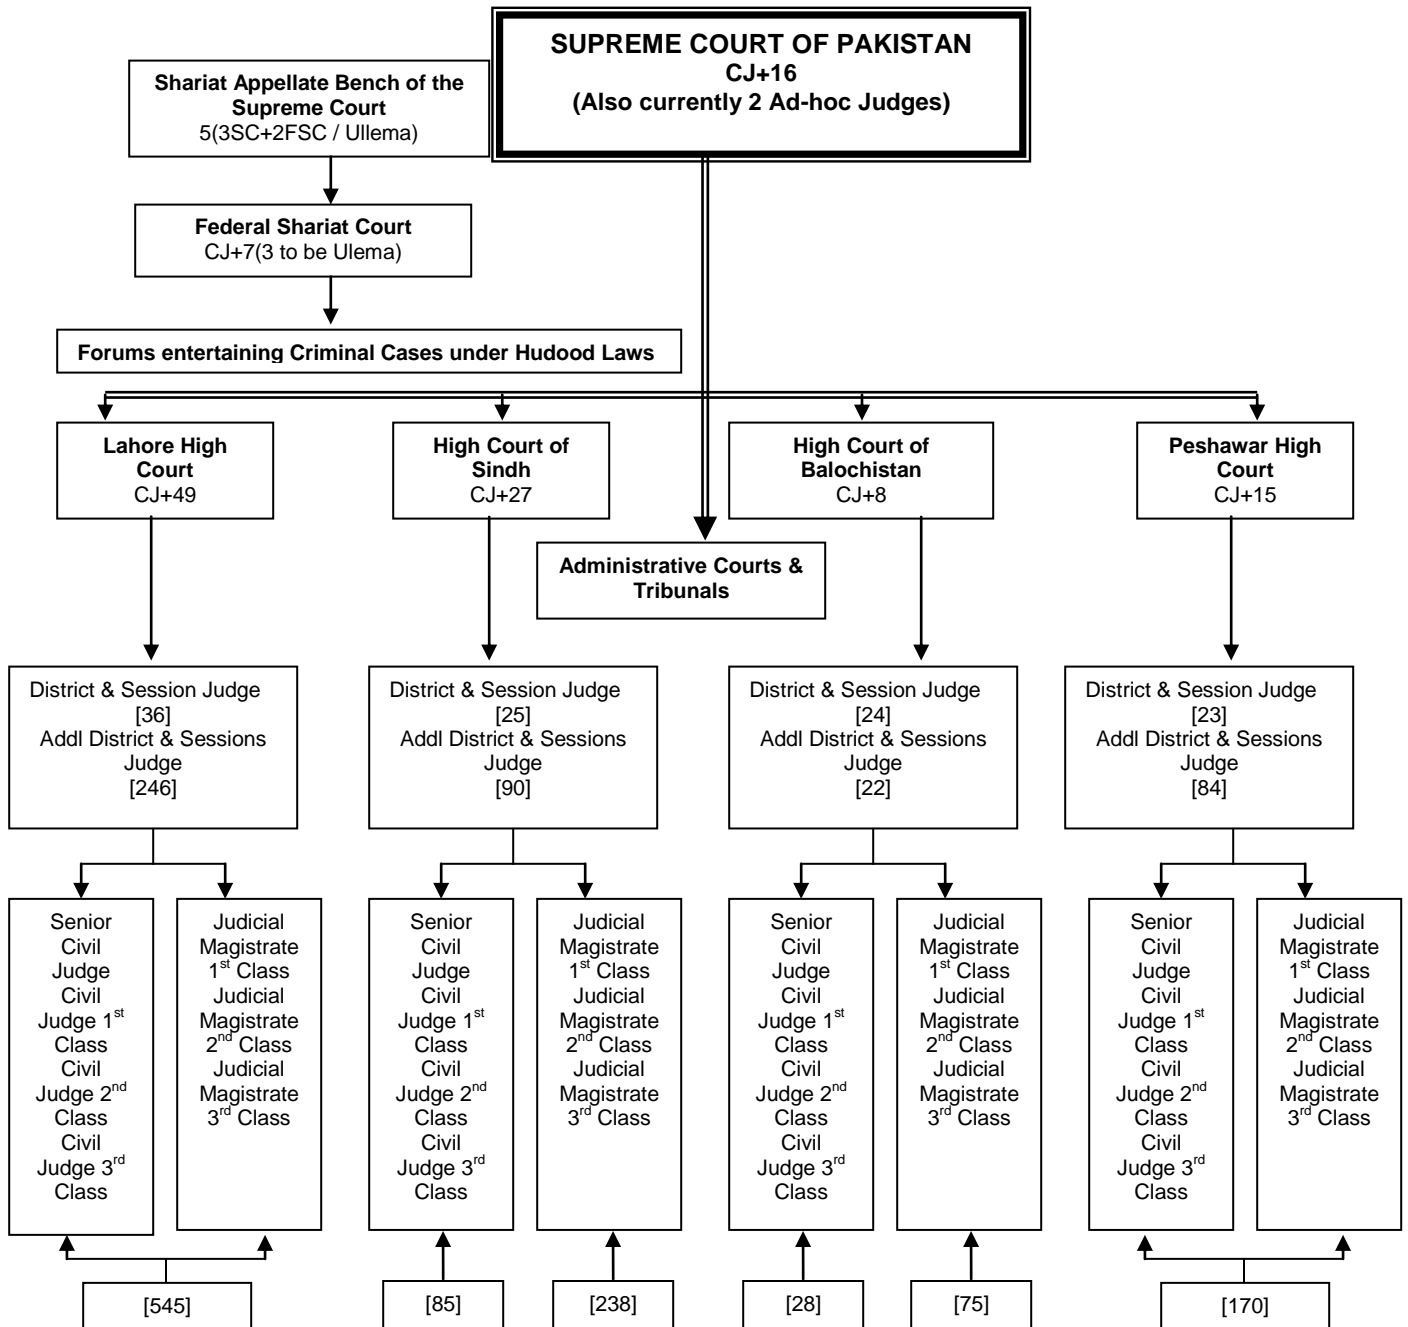 SUPREME COURT OF PAKISTAN
CJ+16
(Also currently 2 Ad-hoc Judges)
Shariat Appellate Bench of the
Supreme Court
5(3SC+2FSC / Ullema)
Federal Shariat Court
CJ+7(3 to be Ulema)
Forums entertaining Criminal Cases under Hudood Laws
Lahore High
Court
CJ+49
High Court of
Sindh
CJ+27
High Court of
Balochistan
CJ+8
Peshawar High
Court
CJ+15
Administrative Courts &
Tribunals
District & Session Judge
[36]
Addl District & Sessions
Judge
[246]
District & Session Judge
[25]
Addl District & Sessions
Judge
[90]
District & Session Judge
[24]
Addl District & Sessions
Judge
[22]
District & Session Judge
[23]
Addl District & Sessions
Judge
[84]
Senior
Civil
Judge
Civil
Judge 1st
Class
Civil
Judge 2nd
Class
Civil
Judge 3rd
Class
Judicial
Magistrate
1st Class
Judicial
Magistrate
2nd Class
Judicial
Magistrate
3rd Class
Senior
Civil
Judge
Civil
Judge 1st
Class
Civil
Judge 2nd
Class
Civil
Judge 3rd
Class
Judicial
Magistrate
1st Class
Judicial
Magistrate
2nd Class
Judicial
Magistrate
3rd Class
Senior
Civil
Judge
Civil
Judge 1st
Class
Civil
Judge 2nd
Class
Civil
Judge 3rd
Class
Judicial
Magistrate
1st Class
Judicial
Magistrate
2nd Class
Judicial
Magistrate
3rd Class
Senior
Civil
Judge
Civil
Judge 1st
Class
Civil
Judge 2nd
Class
Civil
Judge 3rd
Class
Judicial
Magistrate
1st Class
Judicial
Magistrate
2nd Class
Judicial
Magistrate
3rd Class
[545]
[85]
[238]
[28]
[75]
[170]